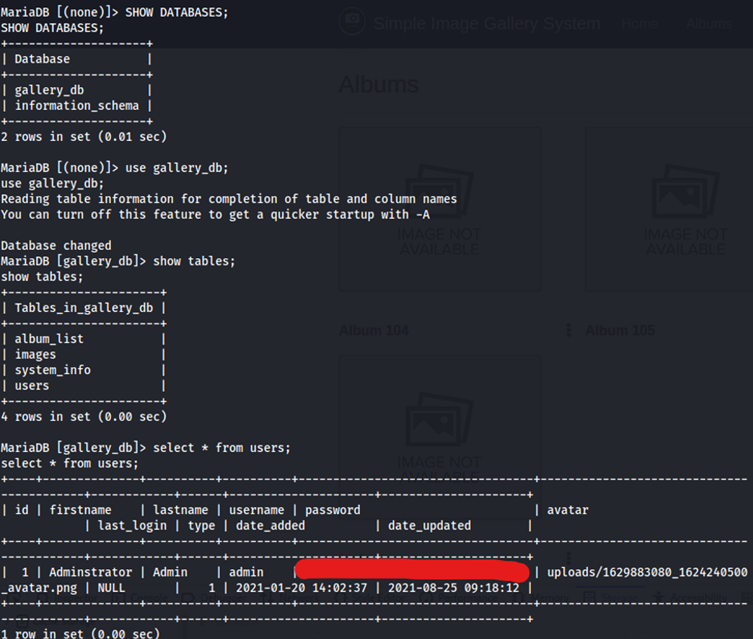 MariaDB [(none)]> SHOW DATABASES;
SHOW DATABASES;
+--------------------+
| Database           |
+--------------------+
| gallery_db         |
| information_schema |
+--------------------+
2 rows in set (0.01 sec)
MariaDB [(none)]> use gallery_db;
use gallery_db;
Reading table information for completion of table and column names
You can turn off this feature to get a quicker startup with -A
Database changed
MariaDB [gallery_db]> show tables;
show tables;
+----------------------+
| Tables_in_gallery_db |
+----------------------+
| album_list           |
| images               |
| system_info          |
| users                |
+----------------------+
4 rows in set (0.00 sec)
MariaDB [gallery_db]> select * from users;
select * from users;
| id | firstname    | lastname | username | password                         | avatar
         | last_login | type | date_added          | date_updated        |
|  1 | Adminstrator | Admin    | admin    | | uploads/1629883080_1624240500
_avatar.png | NULL       |    1 | 2021-01-20 14:02:37 | 2021-08-25 09:18:12 |
1 row in set (0.00 sec)
Simple Image Gallery System Home Albums
Albums
IMAGE NOT
AVAILABLE
IMAGE NOT
AVAILABLE
Album 104
Album 105
IMAGE NOT